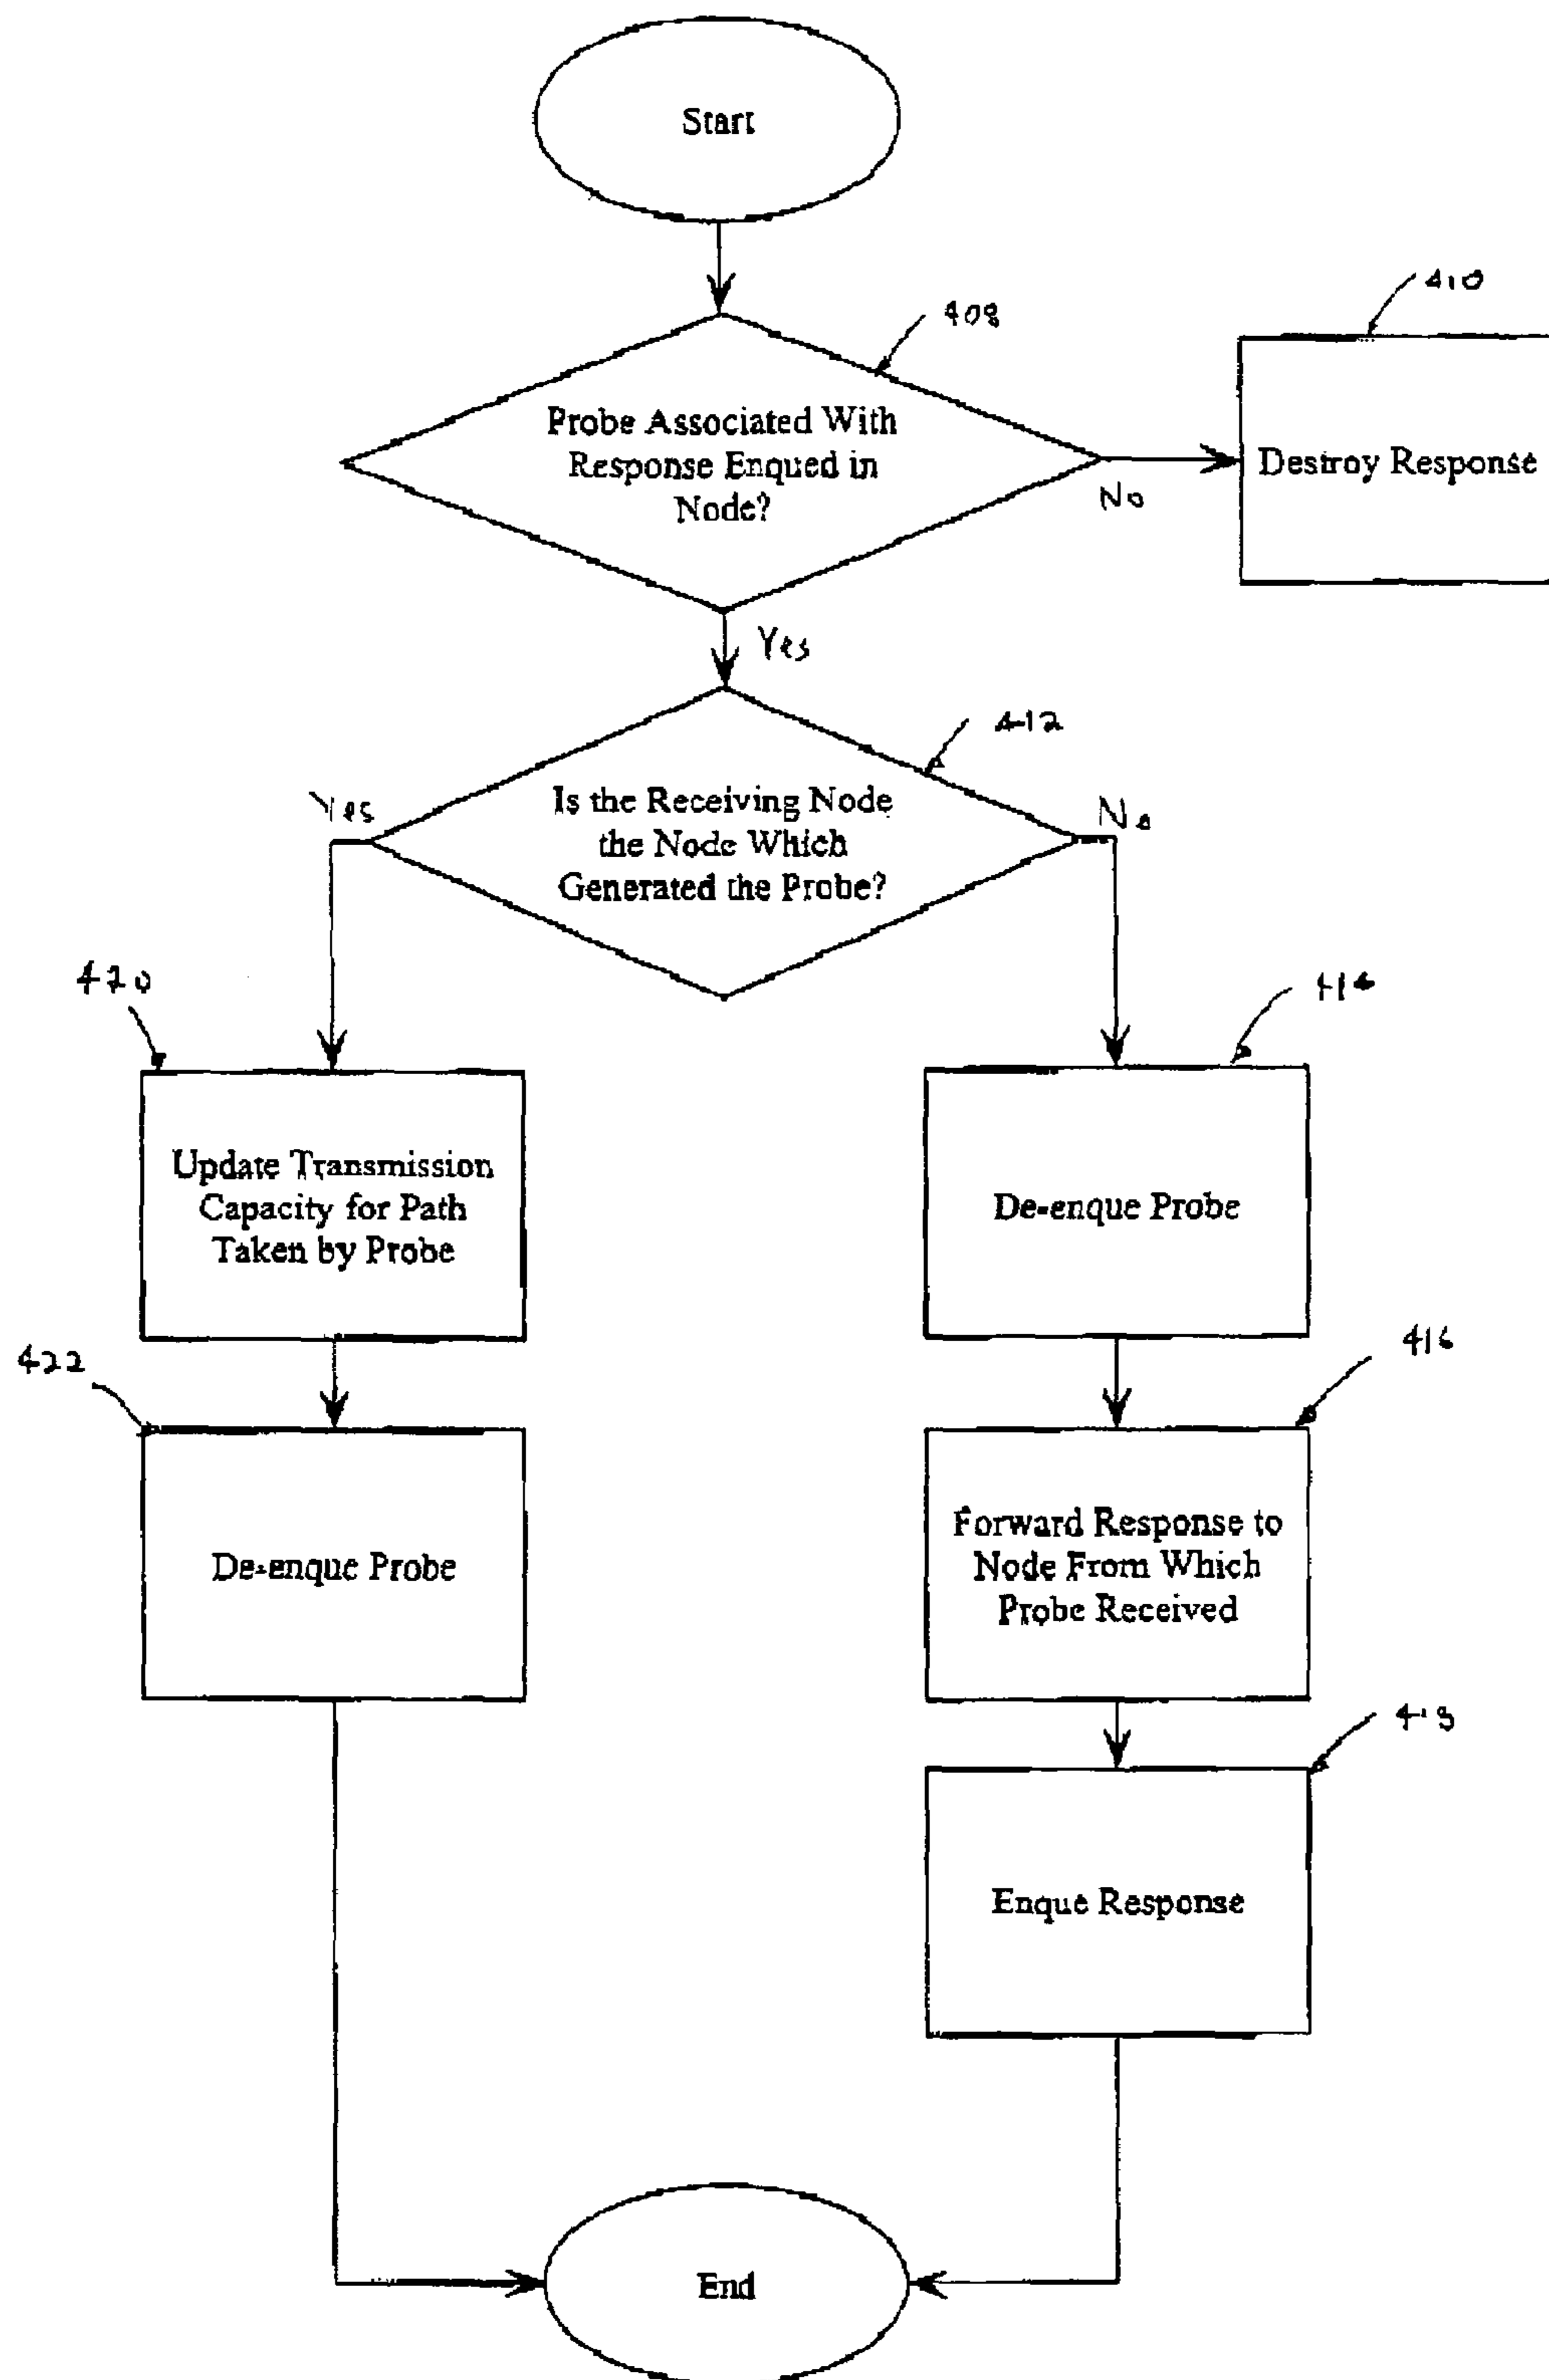 Start
408
410
Probe Associated With
Response Enqued in
Node?
Destroy Response
No
Yes
412
Is the Receiving Node
the Node Which
Generated the Probe?
Yes
No
420
414
Update Transmission
Capacity for Path
Taken by Probe
De-enque Probe
422
416
De-enque Probe
Forward Response to
Node From Which
Probe Received
418
Enque Response
End